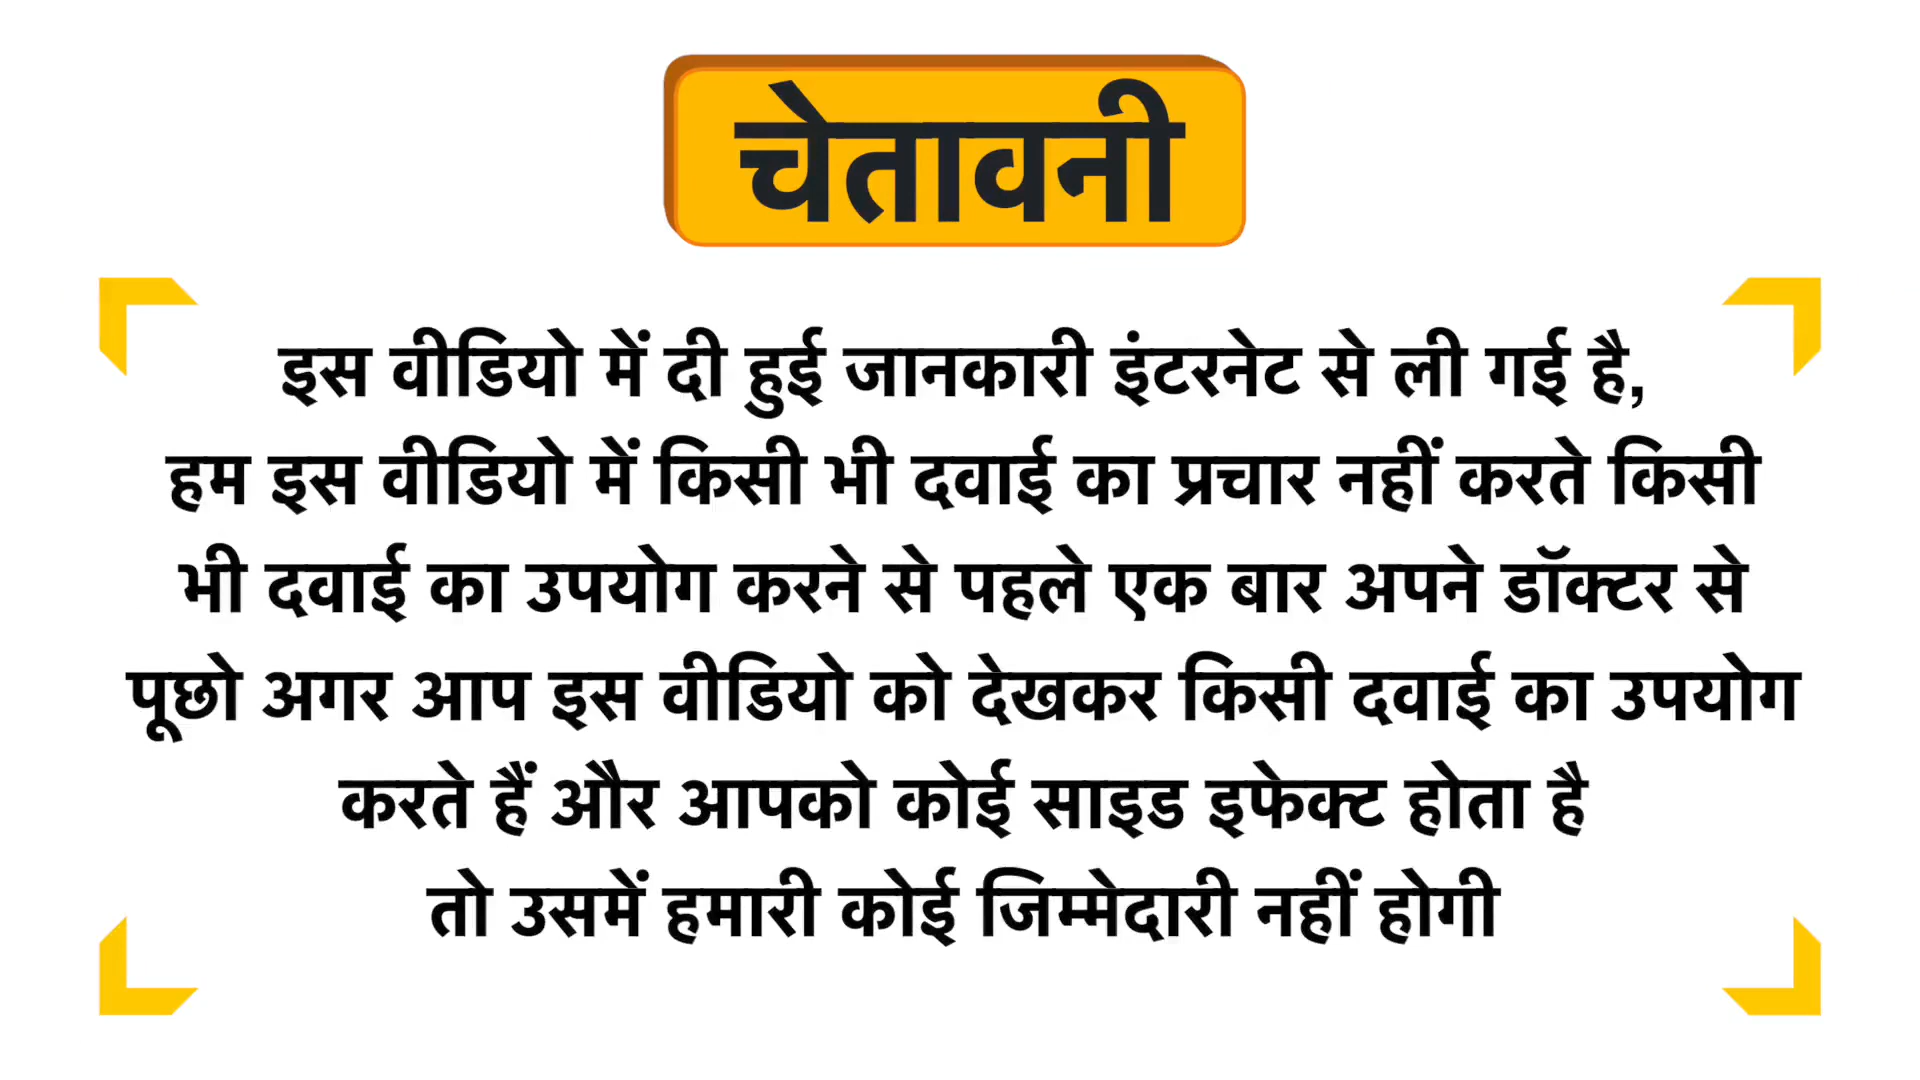 चेतावनी
इस वीडियो में दी हुई जानकारी इंटरनेट से ली गई है,
हम इस वीडियो में किसी भी दवाई का प्रचार नहीं करते किसी
भी दवाई का उपयोग करने से पहले एक बार अपने डॉक्टर से
पूछो अगर आप इस वीडियो को देखकर किसी दवाई का उपयोग
करते हैं और आपको कोई साइड इफेक्ट होता है
तो उसमें हमारी कोई जिम्मेदारी नहीं होगी